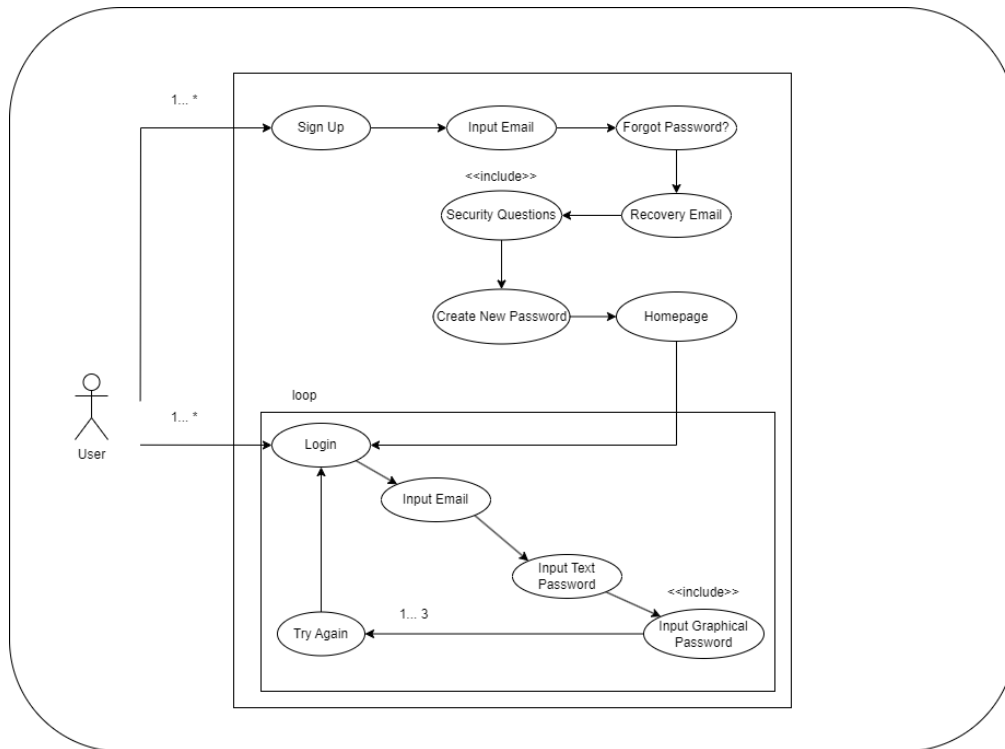 1... *
Sign Up
Input Email
Forgot Password?
<<include>>
Security Questions
Recovery Email
Create New Password
Homepage
loop
1... *
User
Login
Input Email
Input Text
Password
<<include>>
1... 3
Try Again
Input Graphical
Password